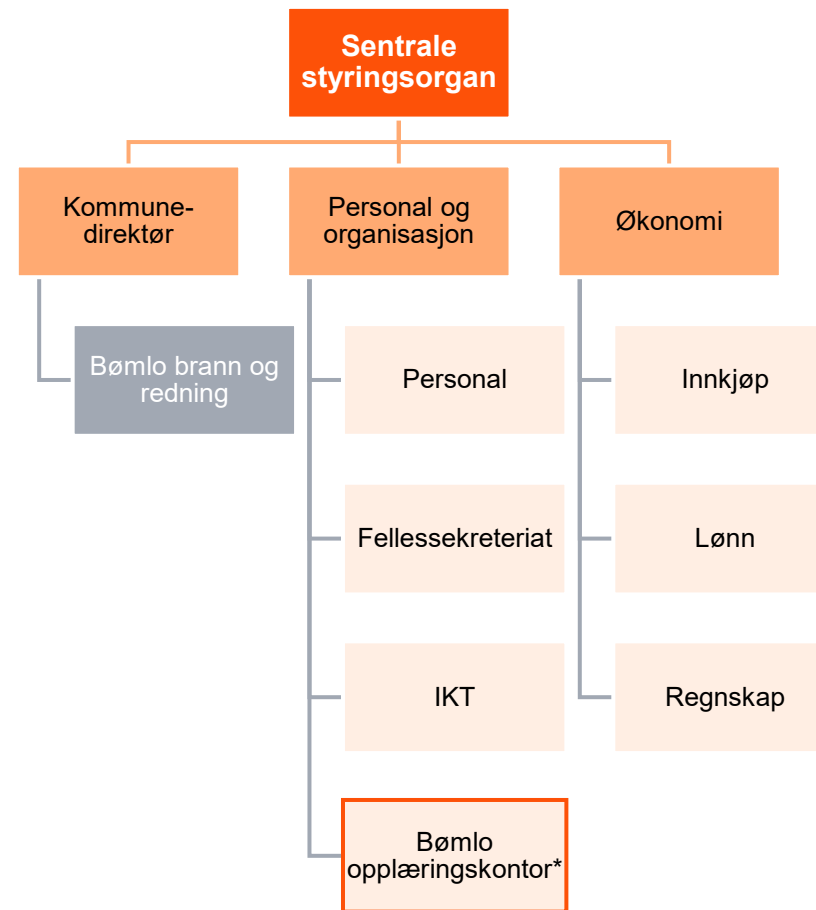 Sentrale
styringsorgan
Kommune-
direktør
Personal og
organisasjon
Økonomi
Bømlo brann og
redning
Personal
Innkjøp
Fellessekreteriat
Lønn
IKT
Regnskap
Bømlo
opplæringskontor*